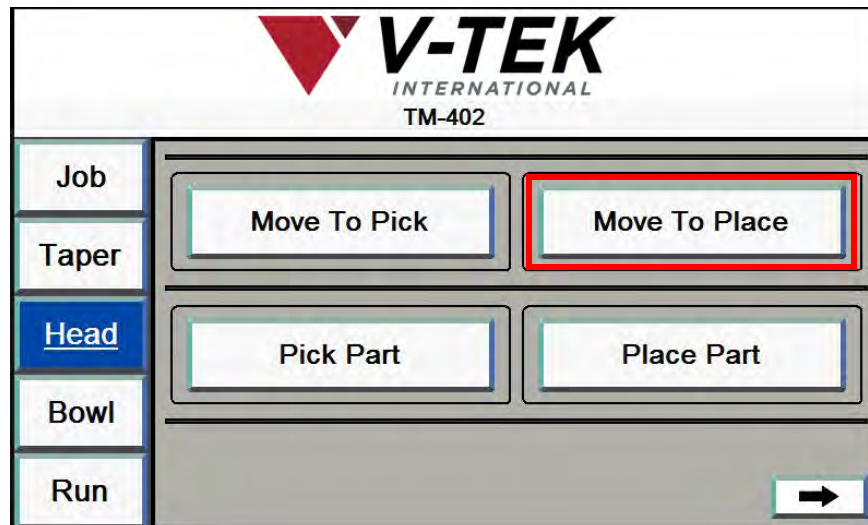 V-TEK
INTERNATIONAL
TM-402
Job
Taper
Head
Bowl
Run
Move To Pick
Move To Place
Pick Part
Place Part